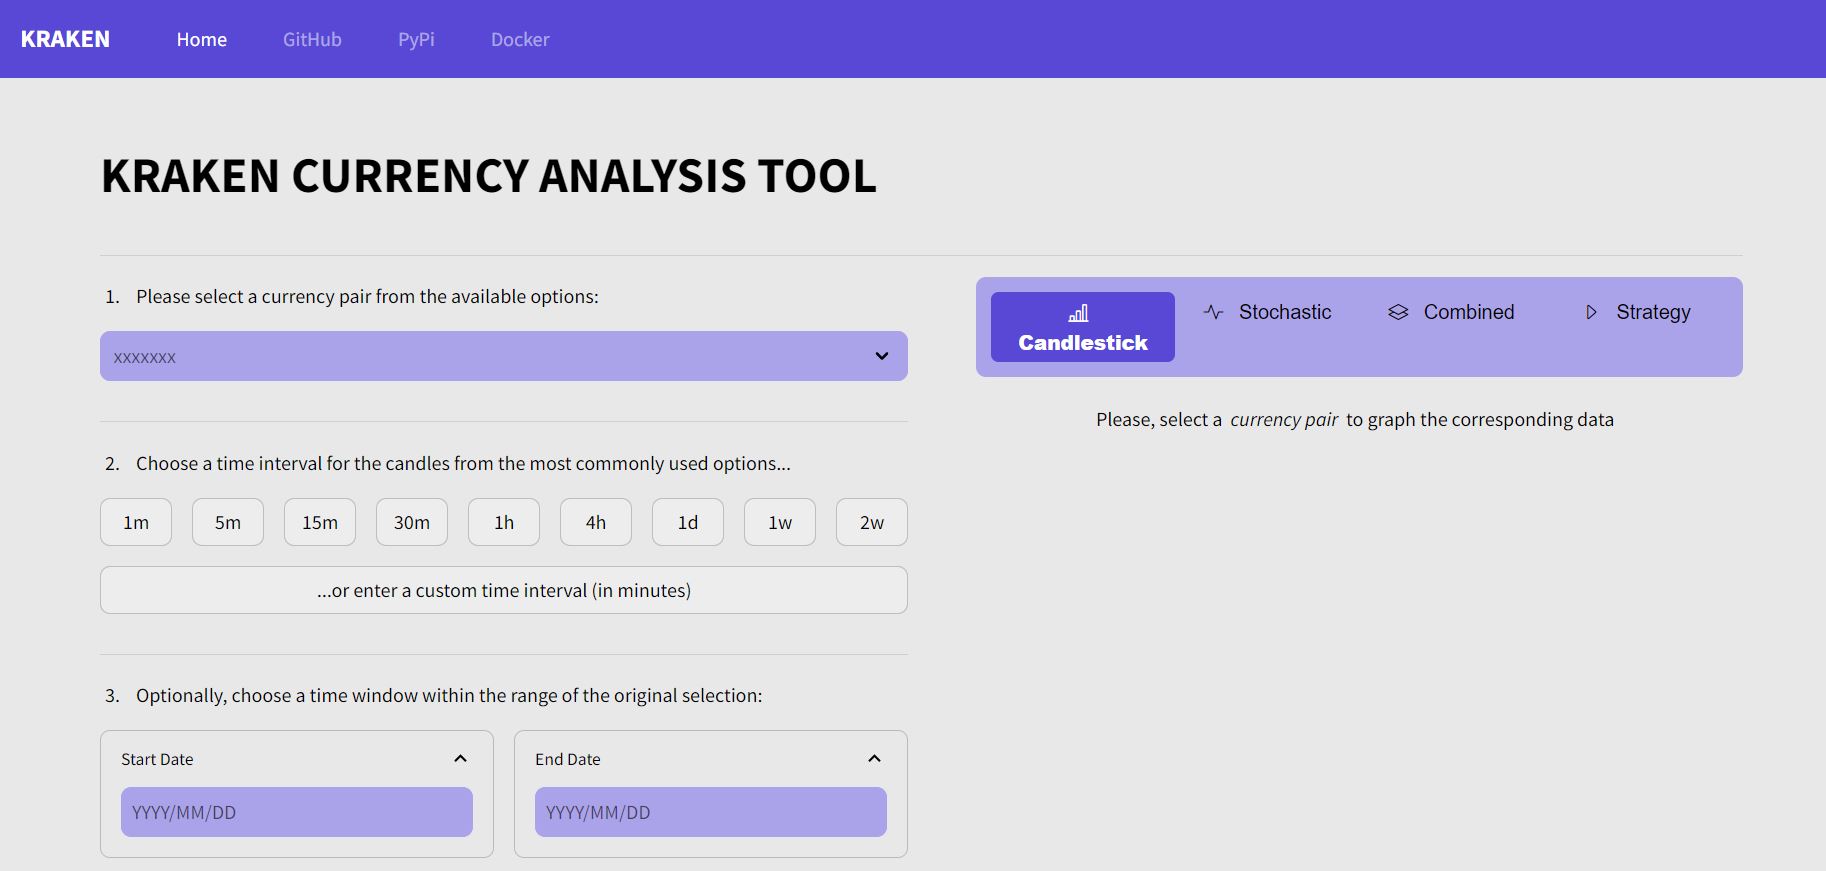 KRAKEN Home GitHub PyPi Docker
KRAKEN CURRENCY ANALYSIS TOOL
1. Please select a currency pair from the available options:
xxxxxxx
2. Choose a time interval for the candles from the most commonly used options...
1m 5m 15m 30m 1h 4h 1d 1w 2w
...or enter a custom time interval (in minutes)
3. Optionally, choose a time window within the range of the original selection:
Start Date End Date
YYYY/MM/DD YYYY/MM/DD
Candlestick Stochastic Combined Strategy
Please, select a currency pair to graph the corresponding data